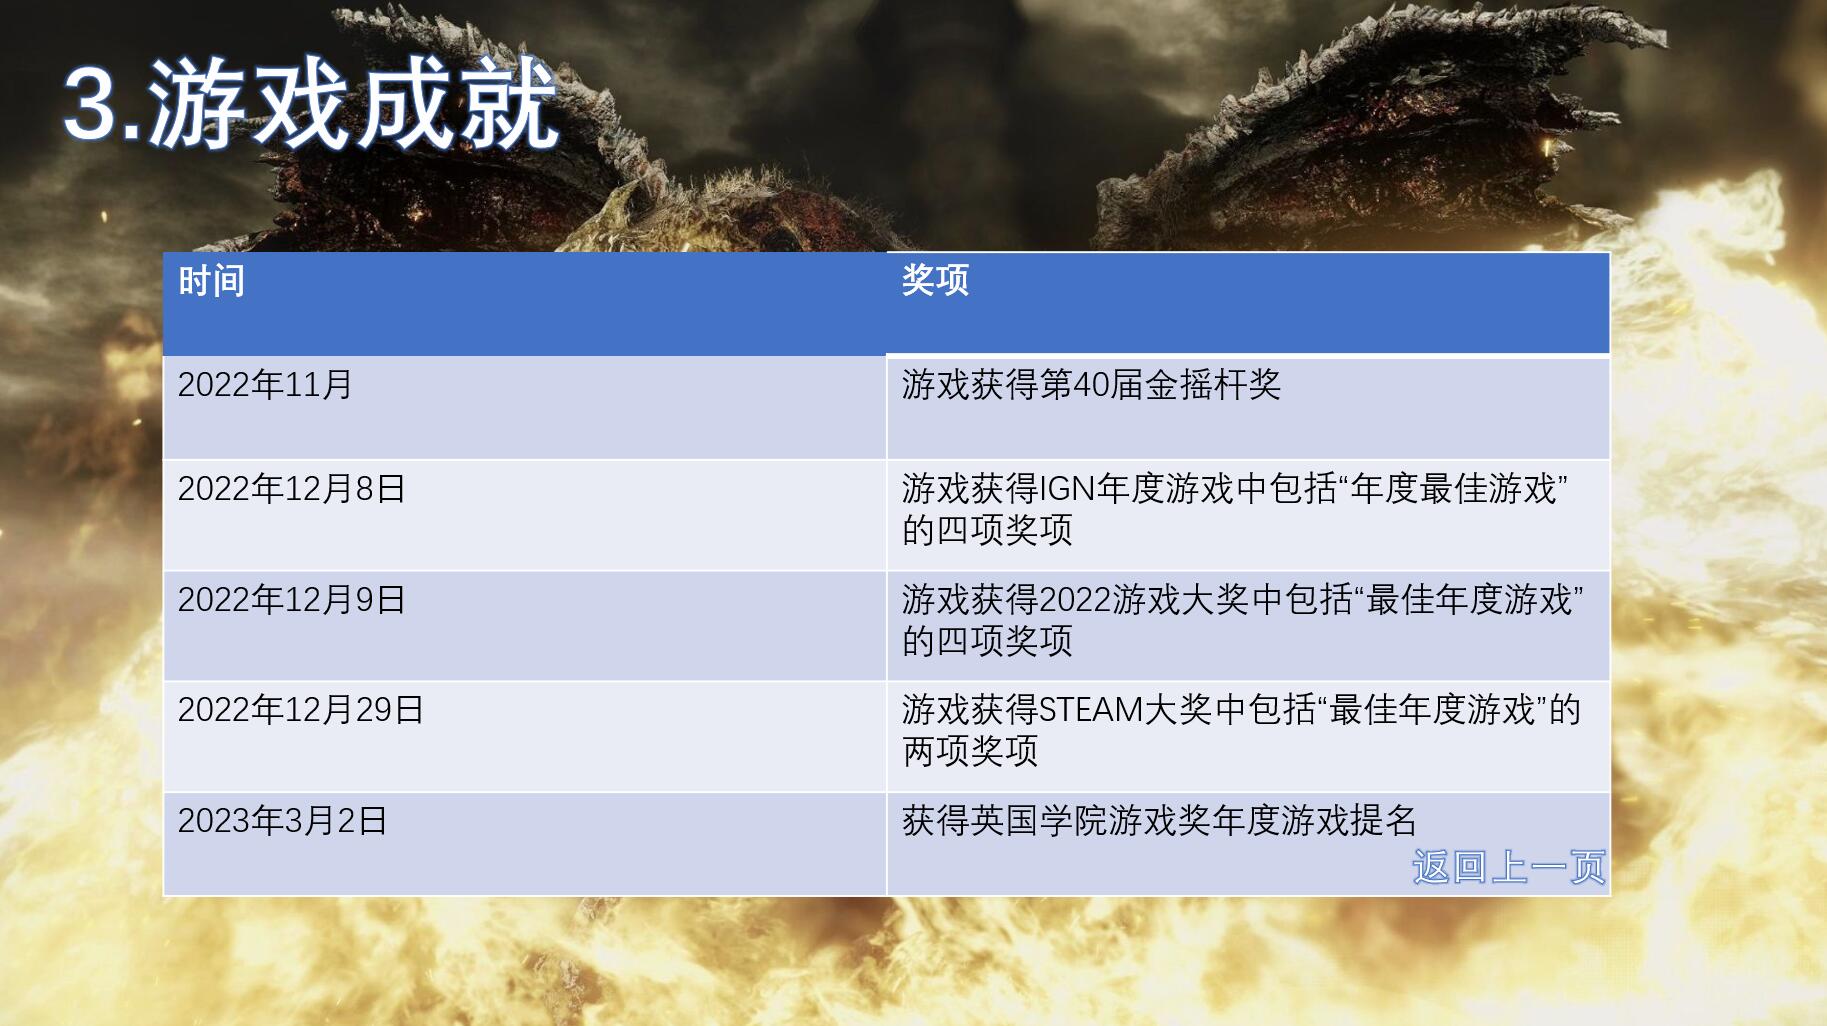 3.游戏成就
时间
奖项
2022年11月
游戏获得第40届金摇杆奖
2022年12月8日
游戏获得IGN年度游戏中包括“年度最佳游戏”
的四项奖项
2022年12月9日
游戏获得2022游戏大奖中包括“最佳年度游戏”
的四项奖项
2022年12月29日
游戏获得STEAM大奖中包括“最佳年度游戏”的
两项奖项
2023年3月2日
获得英国学院游戏奖年度游戏提名
返回上一页